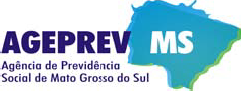 AGEPREV MS
Agência de Previdência
Social de Mato Grosso do Sul